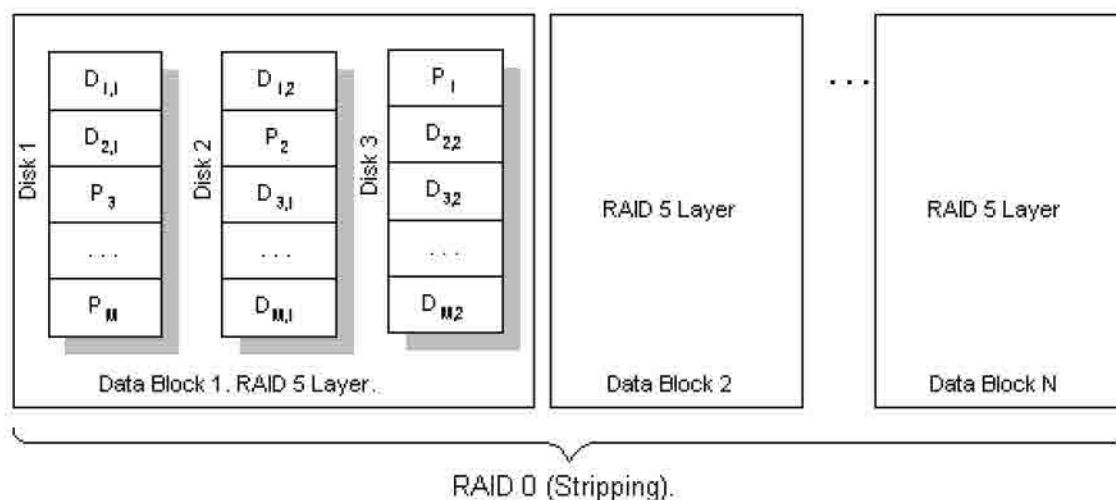 Disk 1
D1,1
D2,1
P3
...
PM
Disk 2
D1,2
P2
D3,1
...
DM,1
Disk 3
P1
D2,2
D3,2
...
DM,2
Data Block 1. RAID 5 Layer.
RAID 5 Layer
Data Block 2
...
RAID 5 Layer
Data Block N
RAID 0 (Stripping).